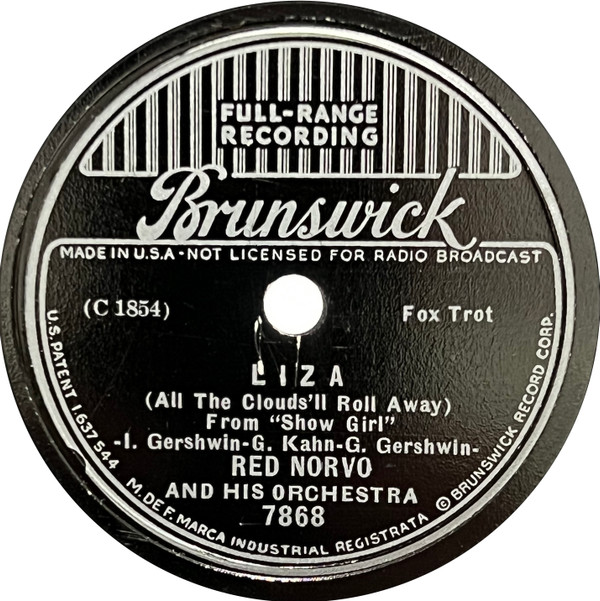 FULL-RANGE
RECORDING
Brunswick
MADE IN U.S.A · NOT LICENSED FOR RADIO BROADCAST
(C 1854)
Fox Trot
LIZA
(All The Clouds'll Roll Away)
From "Show Girl"
-I. Gershwin-G. Kahn-G. Gershwin-
RED NORVO
AND HIS ORCHESTRA
7868
U.S. PATENT 1637544 M. DE F. MARCA INDUSTRIAL REGISTRATA © BRUNSWICK RECORD CORP.